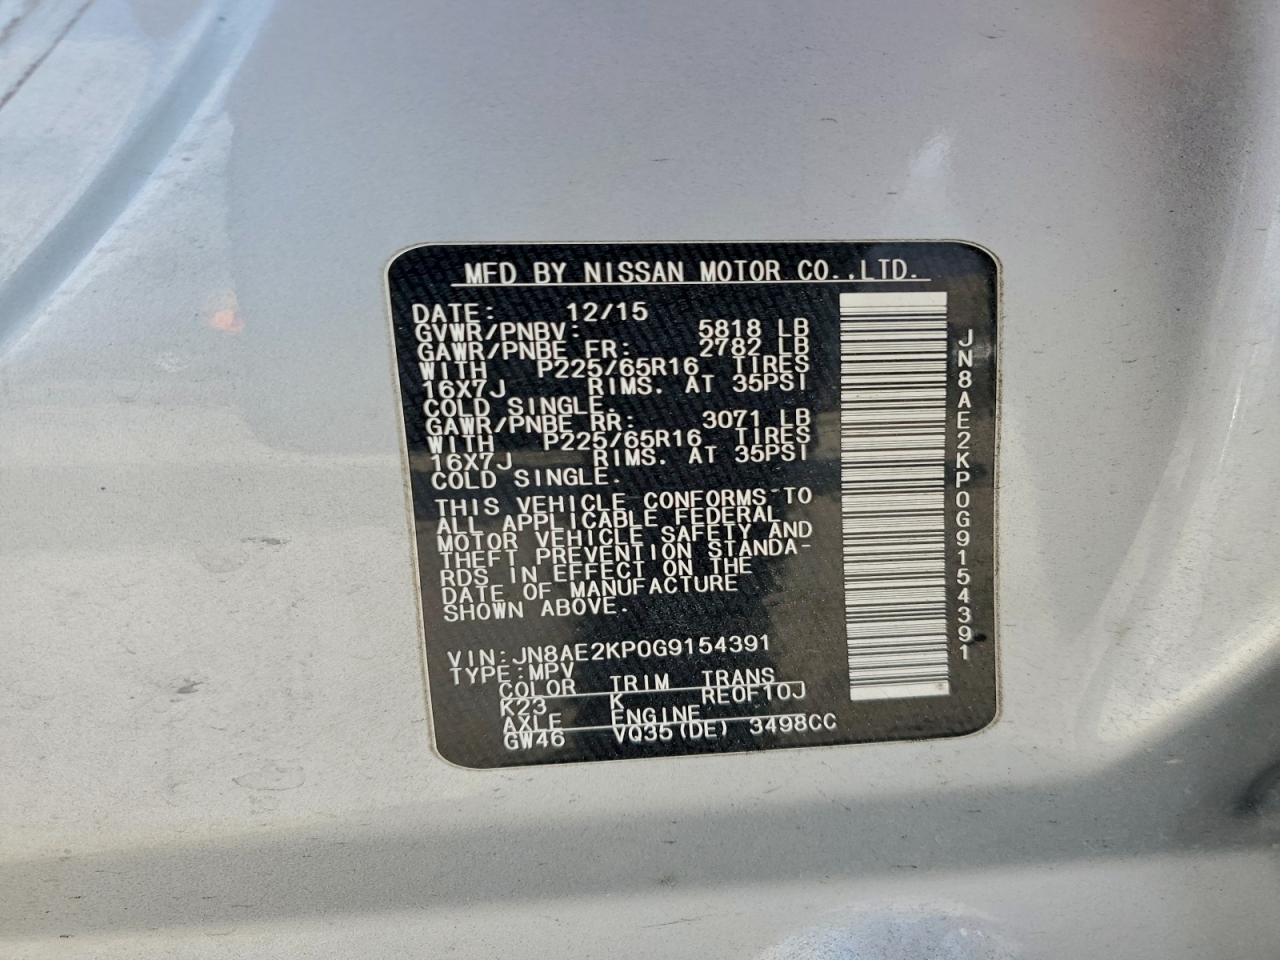 MFD BY NISSAN MOTOR CO.,LTD.
DATE: 12/15
GVWR/PNBV: 5818 LB
GAWR/PNBE FR: 2782 LB
WITH P225/65R16 TIRES
16X7J RIMS. AT 35PSI
COLD SINGLE.
GAWR/PNBE RR: 3071 LB
WITH P225/65R16 TIRES
16X7J RIMS. AT 35PSI
COLD SINGLE.
THIS VEHICLE CONFORMS TO
ALL APPLICABLE FEDERAL
MOTOR VEHICLE SAFETY AND
THEFT PREVENTION STANDA-
RDS IN EFFECT ON THE
DATE OF MANUFACTURE
SHOWN ABOVE.
VIN:JN8AE2KP0G9154391
TYPE:MPV
COLOR TRIM TRANS
K23 K RE0F10J
AXLE ENGINE
GW46 VQ35(DE) 3498CC
JN8AE2KP0G9154391